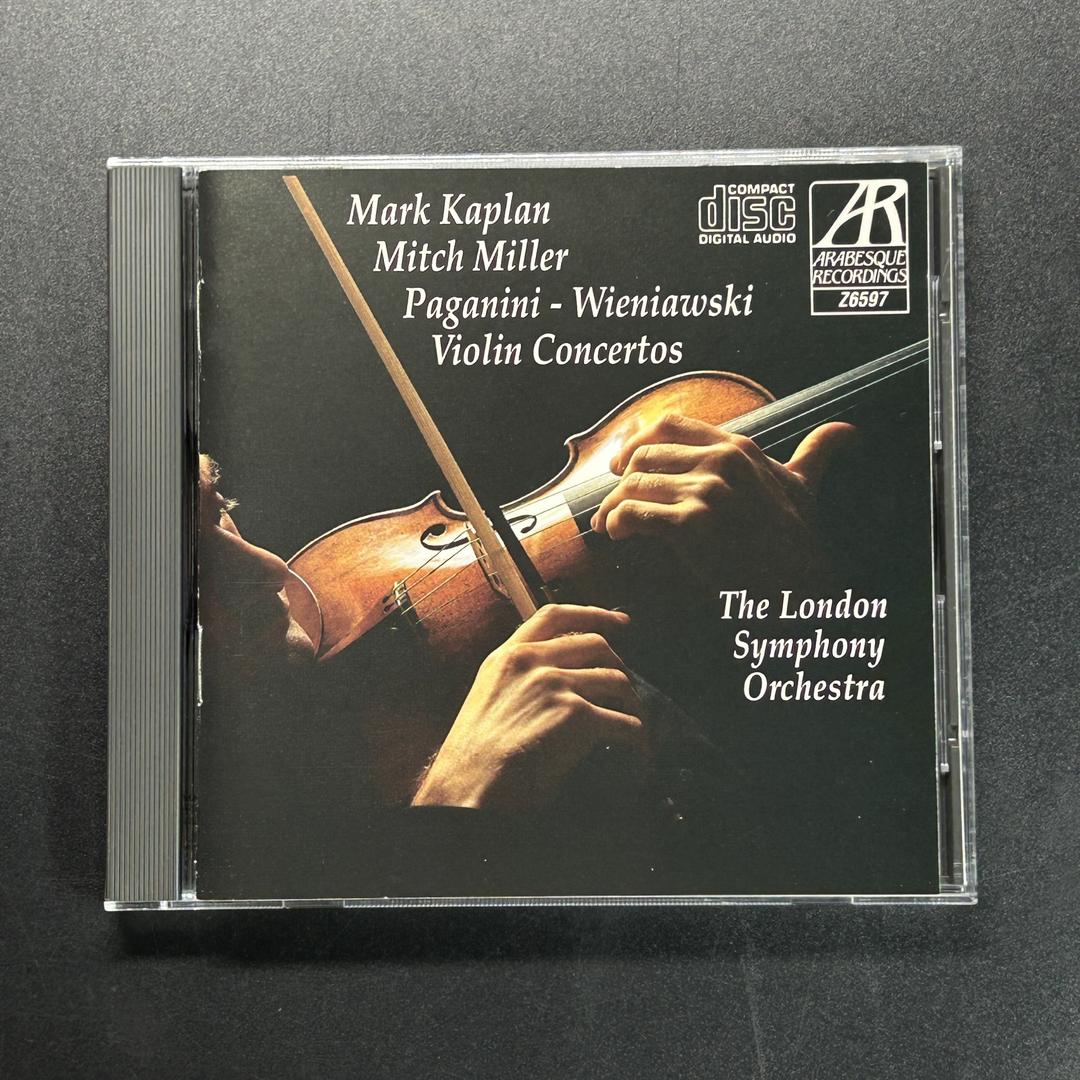 Mark Kaplan
Mitch Miller
Paganini - Wieniawski
Violin Concertos
COMPACT
disc
DIGITAL AUDIO
AR
ARABESQUE
RECORDINGS
Z6597
The London
Symphony
Orchestra